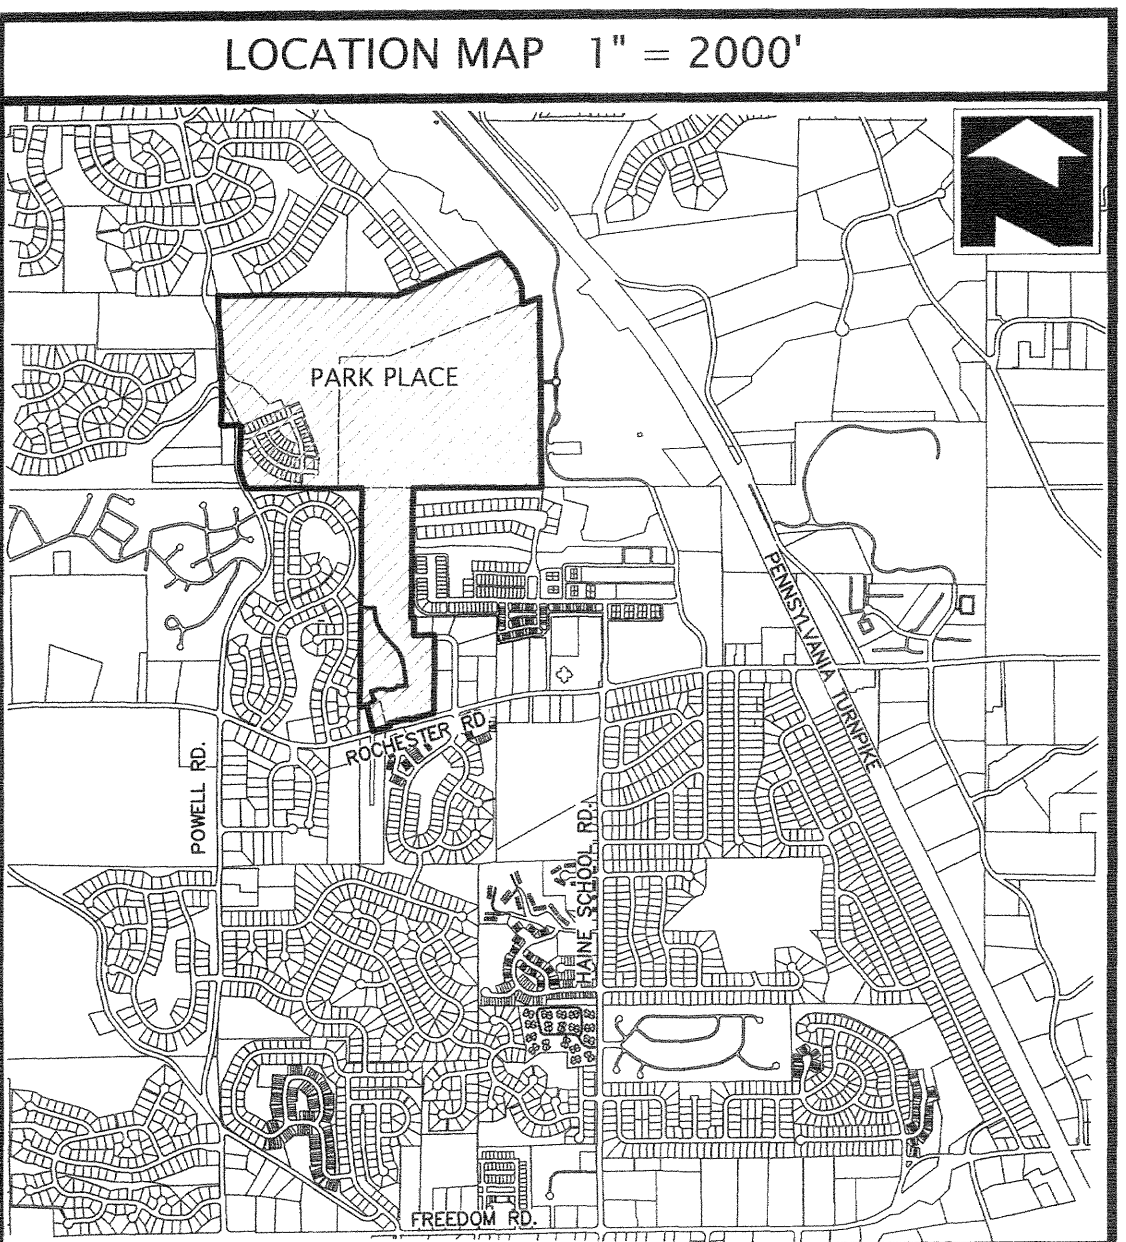 LOCATION MAP 1" = 2000'
N
PARK PLACE
PENNSYLVANIA TURNPIKE
ROCHESTER RD.
POWELL RD.
HAINE SCHOOL RD.
FREEDOM RD.